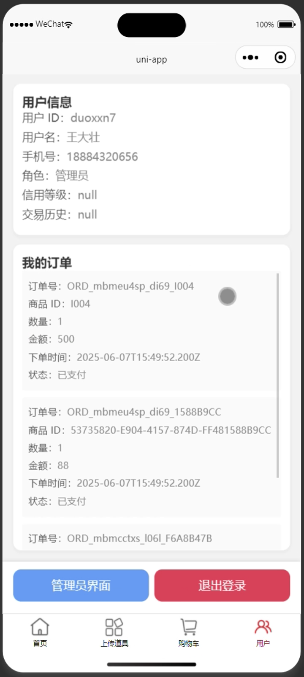 WeChat
100%
uni-app
用户信息
用户 ID：duoxxn7
用户名：王大壮
手机号：18884320656
角色：管理员
信用等级：null
交易历史：null
我的订单
订单号：ORD_mbmeu4sp_di69_I004
商品 ID：I004
数量：1
金额：500
下单时间：2025-06-07T15:49:52.200Z
状态：已支付
订单号：ORD_mbmeu4sp_di69_1588B9CC
商品 ID：53735820-E904-4157-874D-FF481588B9CC
数量：1
金额：88
下单时间：2025-06-07T15:49:52.200Z
状态：已支付
订单号：ORD_mbmcctxs_l06l_F6A8B47B
管理员界面
退出登录
首页
上传道具
购物车
用户